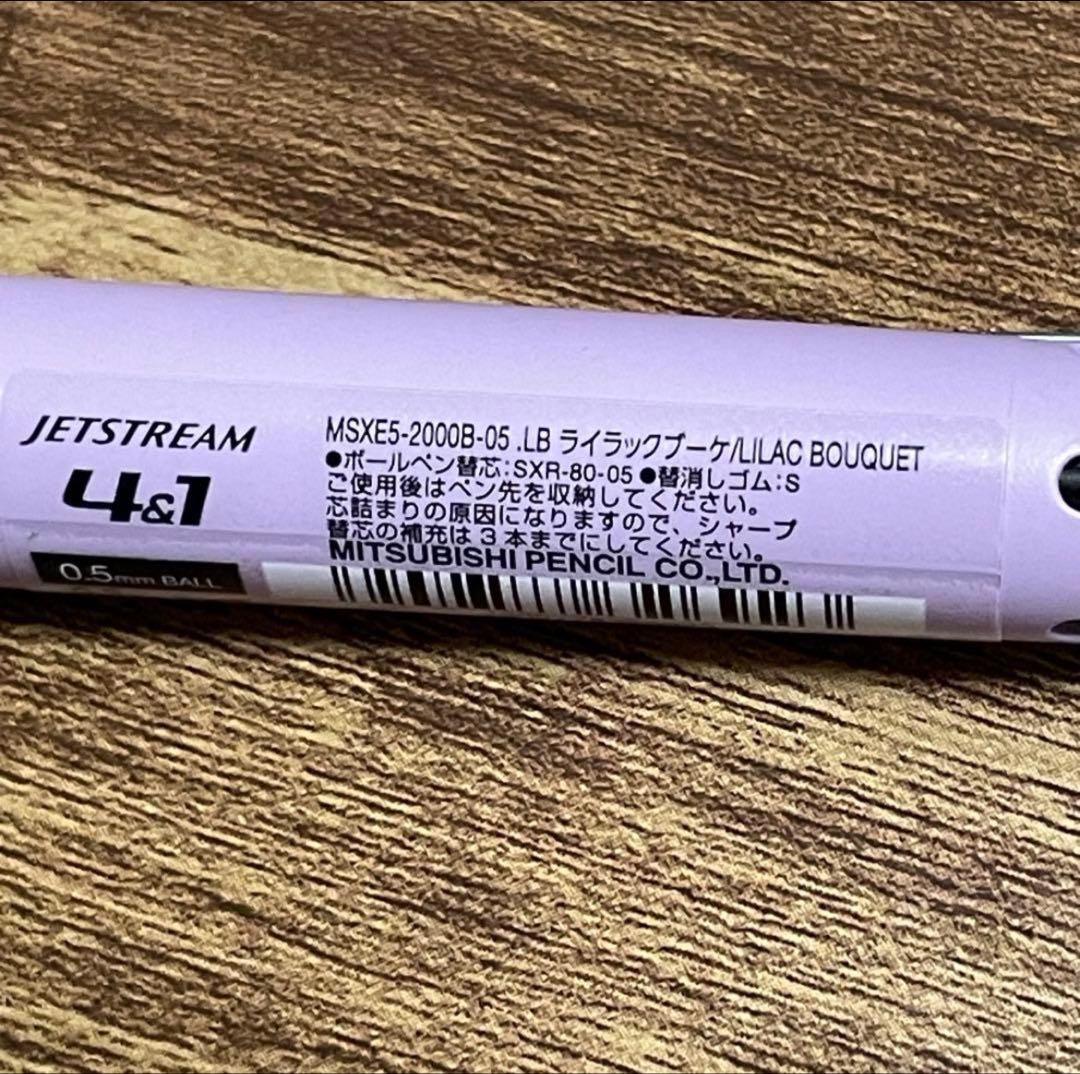 JETSTREAM
4&1
0.5mm BALL
MSXE5-2000B-05 .LB ライラックブーケ/LILAC BOUQUET
●ボールペン替芯:SXR-80-05 ●替消しゴム:S
ご使用後はペン先を収納してください。
芯詰まりの原因になりますので、シャープ
替芯の補充は3本までにしてください。
MITSUBISHI PENCIL CO.,LTD.